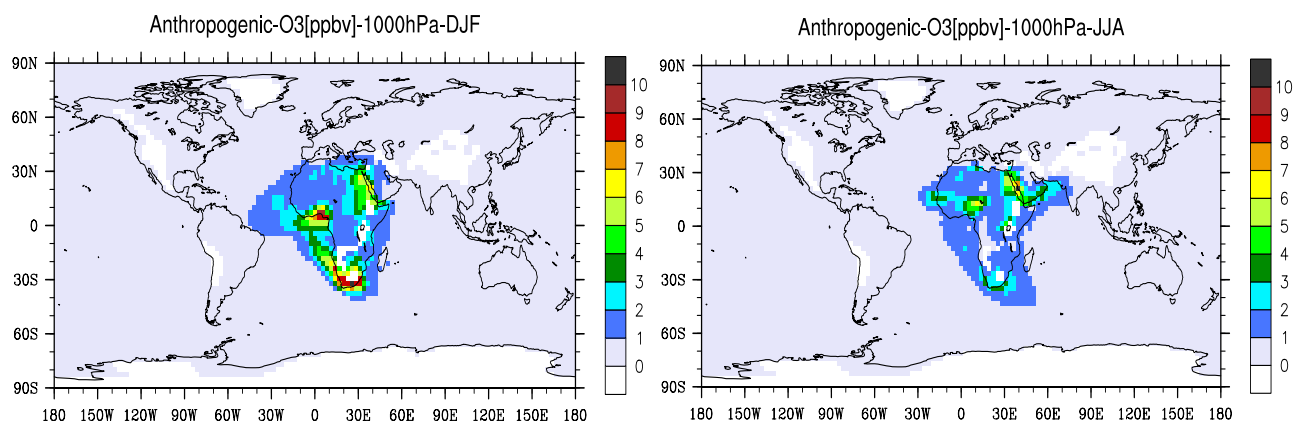 Anthropogenic-O3[ppbv]-1000hPa-DJF
90N
60N
30N
0
30S
60S
90S
180 150W 120W 90W 60W 30W 0 30E 60E 90E 120E 150E 180
10
9
8
7
6
5
4
3
2
1
0
Anthropogenic-O3[ppbv]-1000hPa-JJA
90N
60N
30N
0
30S
60S
90S
180 150W 120W 90W 60W 30W 0 30E 60E 90E 120E 150E 180
10
9
8
7
6
5
4
3
2
1
0